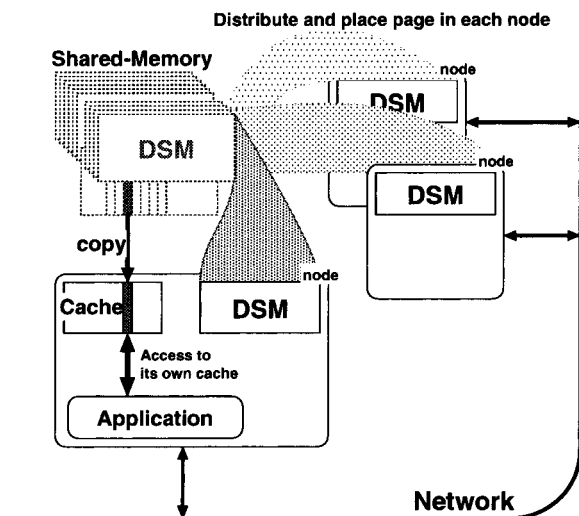 Distribute and place page in each node
Shared-Memory
node
DSM
DSM
node
DSM
copy
node
Cache
DSM
Access to
its own cache
Application
Network